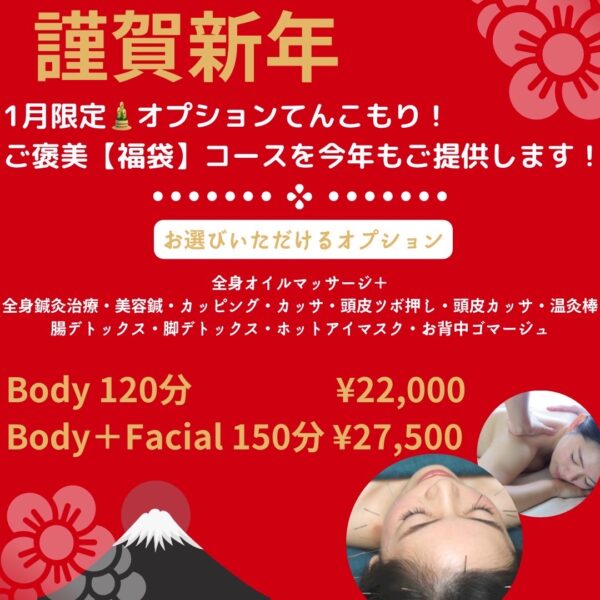 謹賀新年
1月限定🎍オプションてんこもり！
ご褒美【福袋】コースを今年もご提供します！
お選びいただけるオプション
全身オイルマッサージ＋
全身鍼灸治療・美容鍼・カッピング・カッサ・頭皮ツボ押し・頭皮カッサ・温灸棒
腸デトックス・脚デトックス・ホットアイマスク・お背中ゴマージュ
Body 120分 ¥22,000
Body＋Facial 150分 ¥27,500